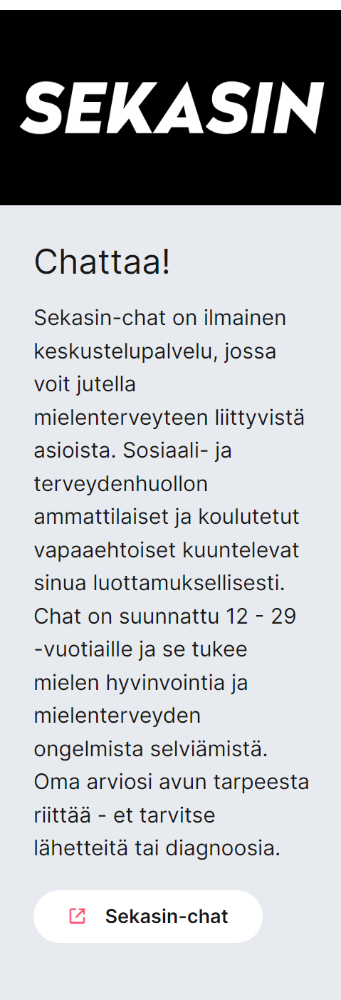 SEKASIN
Chattaa!
Sekasin-chat on ilmainen
keskustelupalvelu, jossa
voit jutella
mielenterveyteen liittyvistä
asioista. Sosiaali- ja
terveydenhuollon
ammattilaiset ja koulutetut
vapaaehtoiset kuuntelevat
sinua luottamuksellisesti.
Chat on suunnattu 12 - 29
-vuotiaille ja se tukee
mielen hyvinvointia ja
mielenterveyden
ongelmista selviämistä.
Oma arviosi avun tarpeesta
riittää - et tarvitse
lähetteitä tai diagnoosia.
Sekasin-chat